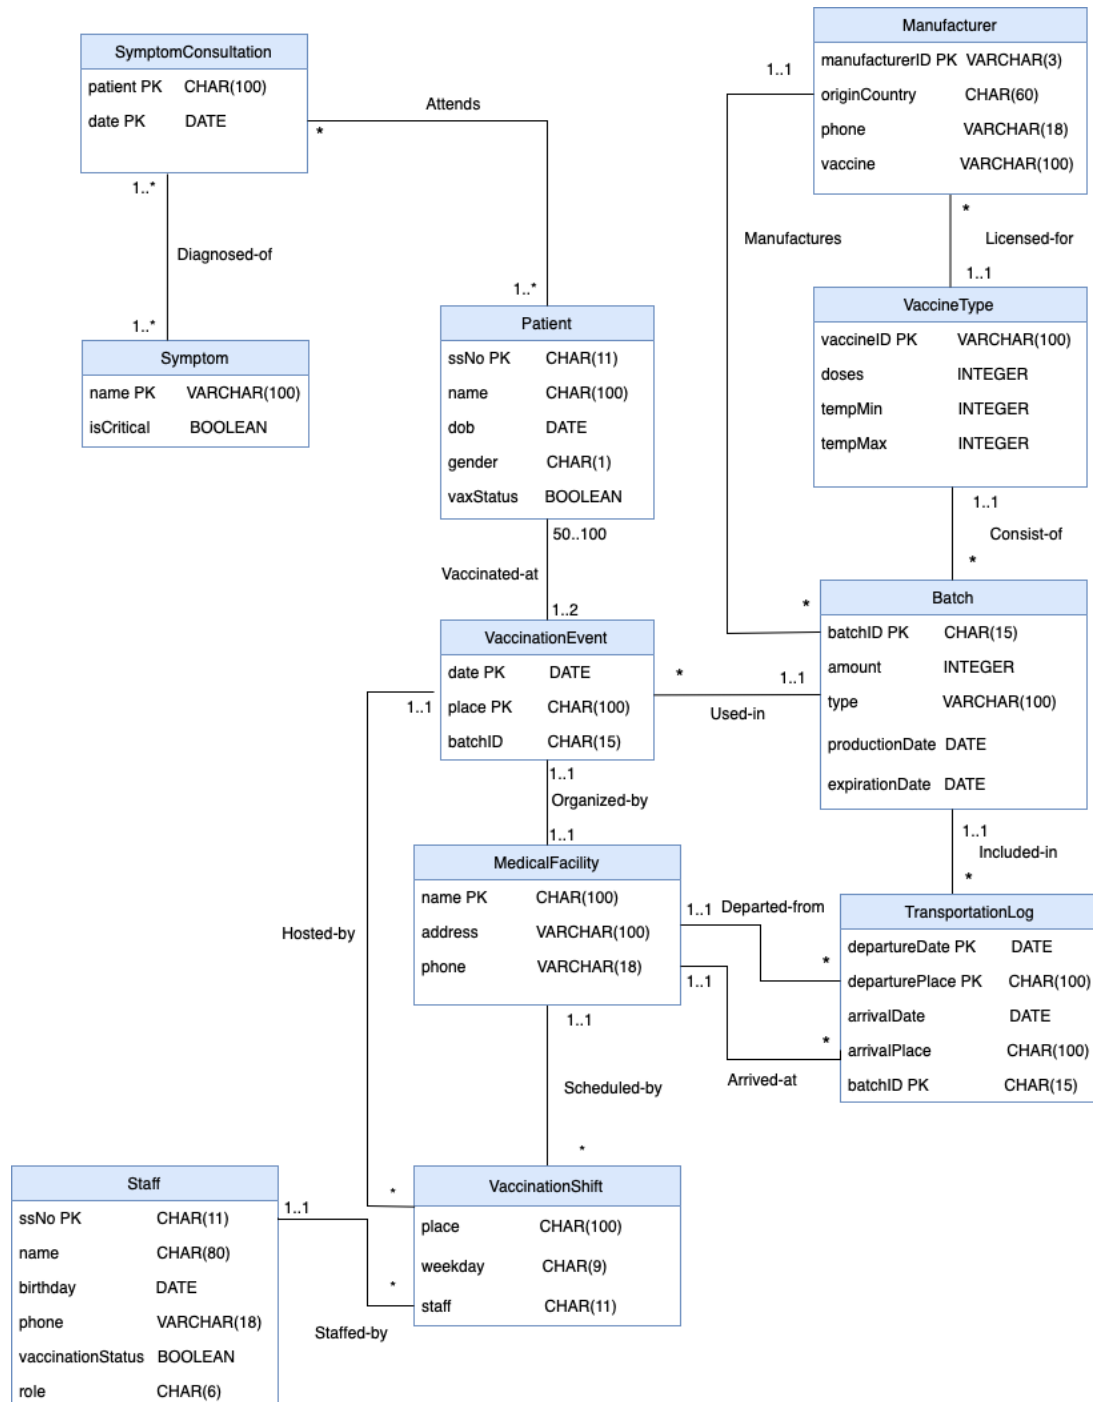 Manufacturer
manufacturerID PK VARCHAR(3)
originCountry CHAR(60)
phone VARCHAR(18)
vaccine VARCHAR(100)
SymptomConsultation
patient PK CHAR(100)
date PK DATE
1..1
Attends
*
1..*
Manufactures
*
Licensed-for
1..1
Diagnosed-of
1..*
1..*
Patient
ssNo PK CHAR(11)
name CHAR(100)
dob DATE
gender CHAR(1)
vaxStatus BOOLEAN
VaccineType
vaccineID PK VARCHAR(100)
doses INTEGER
tempMin INTEGER
tempMax INTEGER
Symptom
name PK VARCHAR(100)
isCritical BOOLEAN
50..100
Vaccinated-at
1..2
1..1
Consist-of
*
*
Batch
batchID PK CHAR(15)
amount INTEGER
type VARCHAR(100)
productionDate DATE
expirationDate DATE
VaccinationEvent
date PK DATE
place PK CHAR(100)
batchID CHAR(15)
*
1..1
Used-in
1..1
1..1
Organized-by
1..1
1..1
Included-in
*
MedicalFacility
name PK CHAR(100)
address VARCHAR(100)
phone VARCHAR(18)
1..1
Departed-from
*
1..1
*
Arrived-at
TransportationLog
departureDate PK DATE
departurePlace PK CHAR(100)
arrivalDate DATE
arrivalPlace CHAR(100)
batchID PK CHAR(15)
Hosted-by
1..1
Scheduled-by
*
*
Staff
ssNo PK CHAR(11)
name CHAR(80)
birthday DATE
phone VARCHAR(18)
vaccinationStatus BOOLEAN
role CHAR(6)
1..1
*
Staffed-by
VaccinationShift
place CHAR(100)
weekday CHAR(9)
staff CHAR(11)